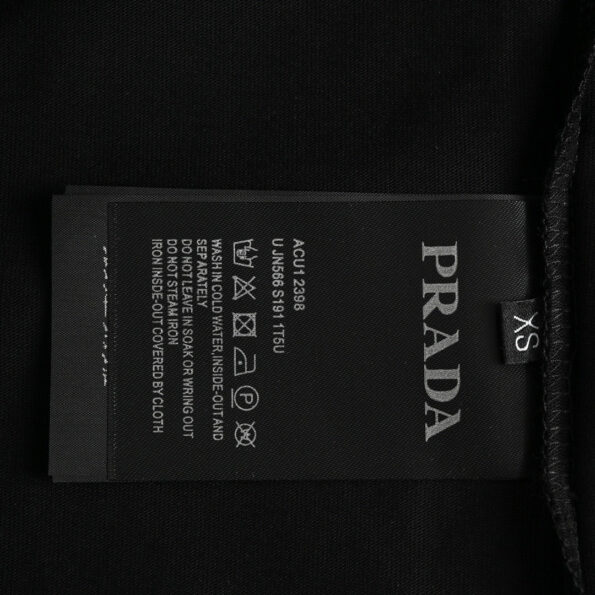 XS
PRADA
ACU1 2398
U JN566 S191 1T5U
WASH IN COLD WATER,INSIDE-OUT AND
SEPARATELY
DO NOT LEAVE IN SOAK OR WRING OUT
DO NOT STEAM IRON
IRON INSDE-OUT COVERED BY CLOTH